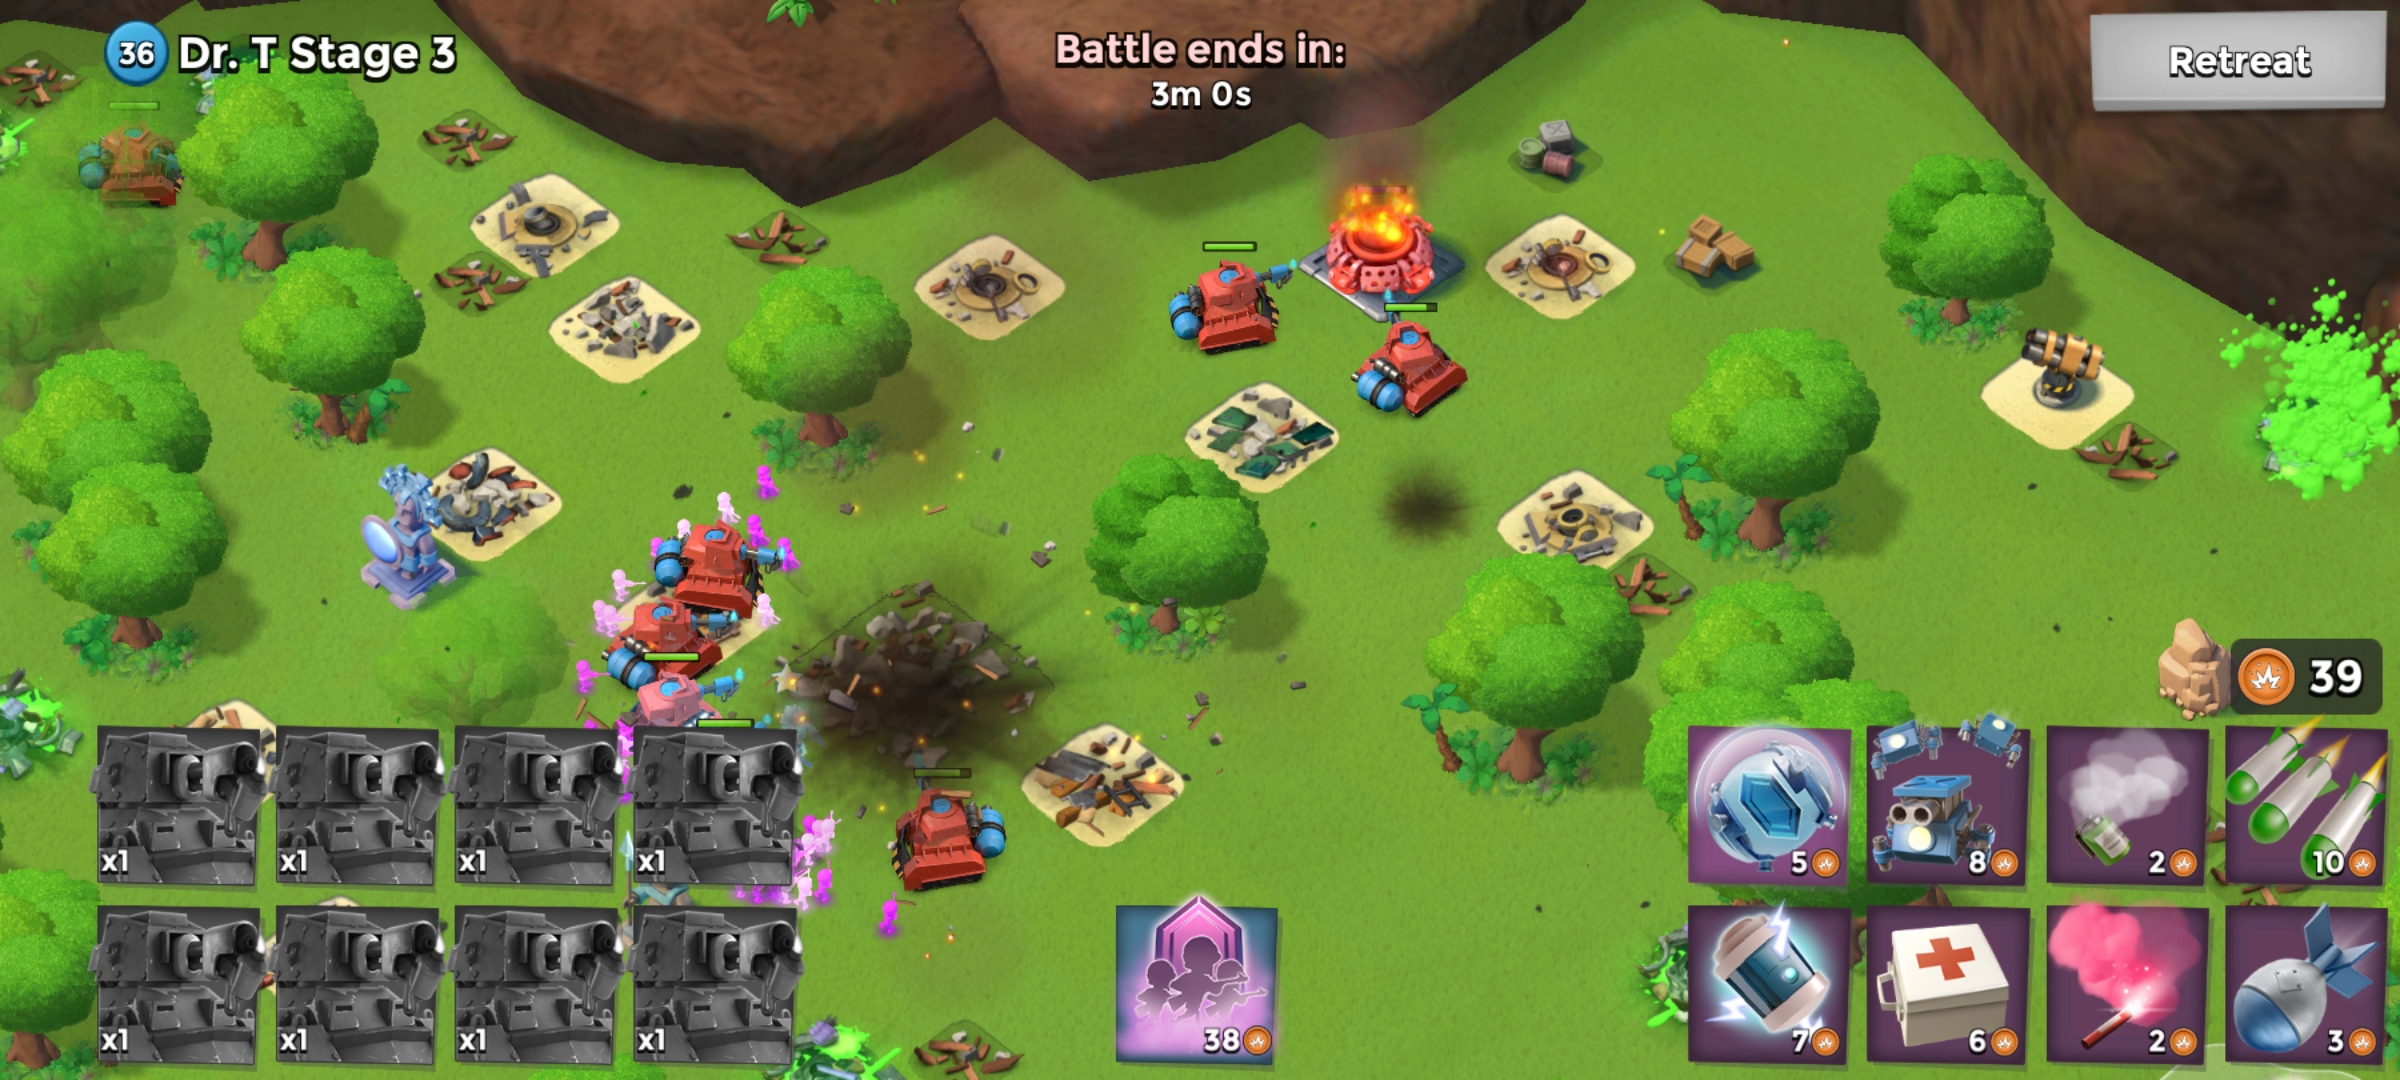 36 Dr. T Stage 3
Battle ends in:
3m 0s
Retreat
39
x1 x1 x1 x1
5 8 2 10
x1 x1 x1 x1
38
7 6 2 3